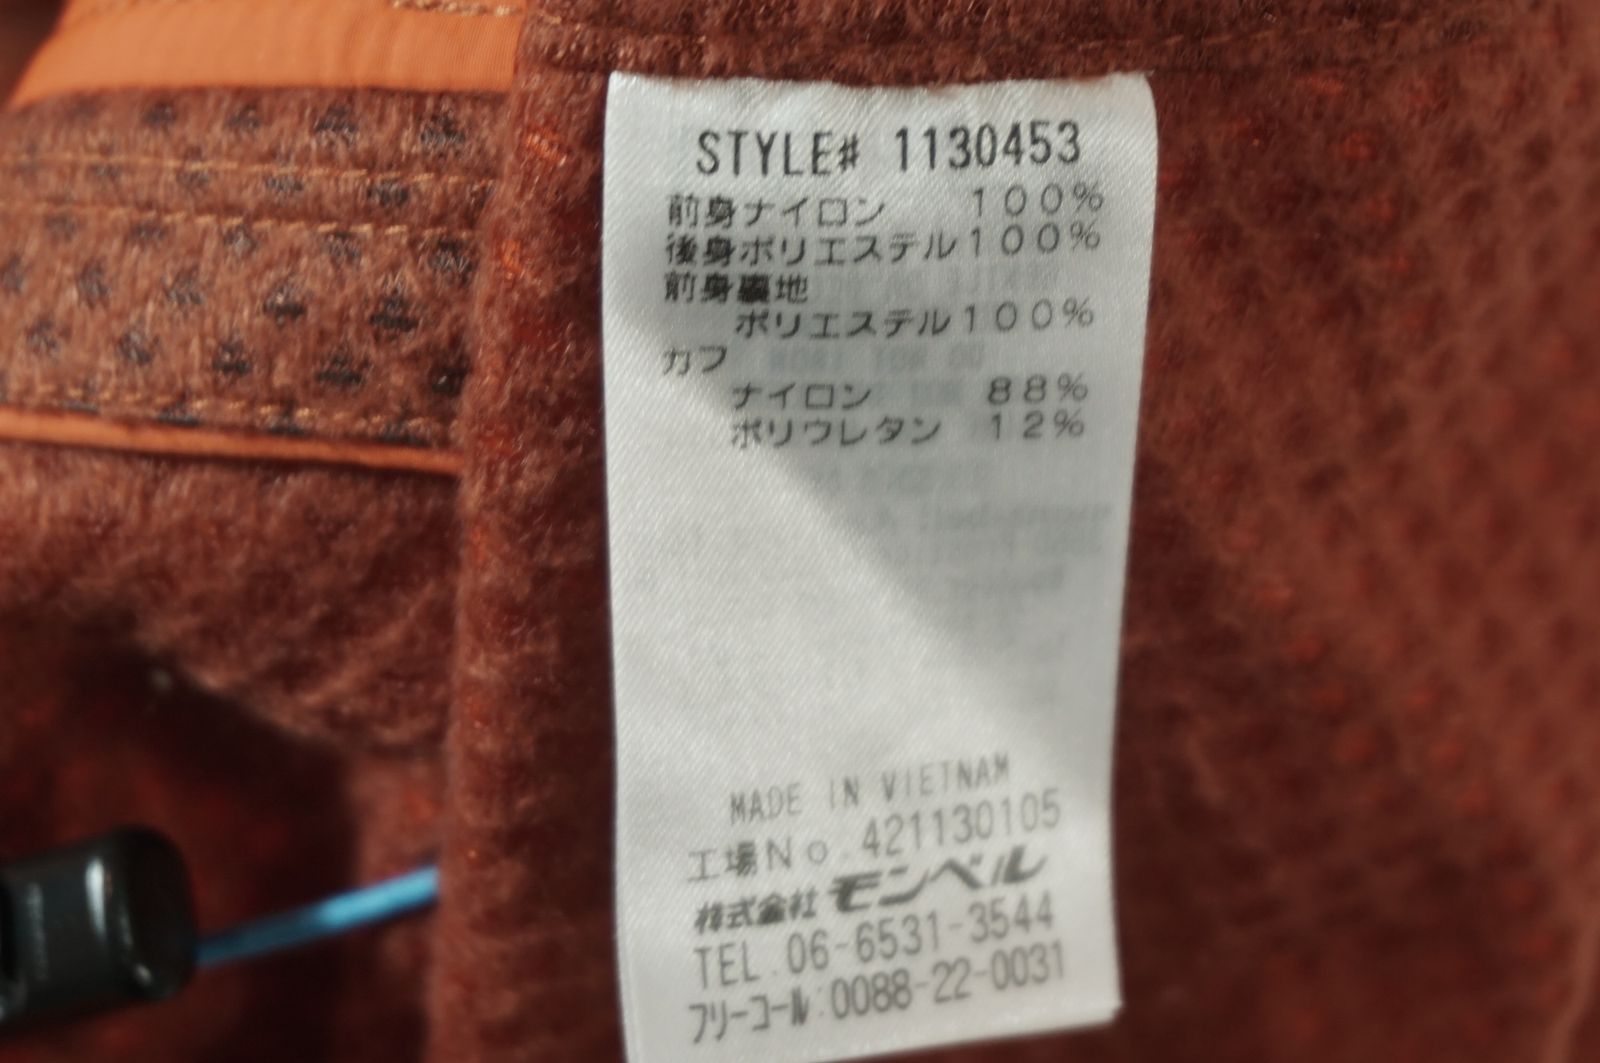 STYLE# 1130453
前身ナイロン 100%
後身ポリエステル100%
前身裏地
ポリエステル100%
カフ
ナイロン 88%
ポリウレタン 12%
MADE IN VIETNAM
工場No.421130105
株式会社モンベル
TEL.06-6531-3544
フリーコール:0088-22-0031